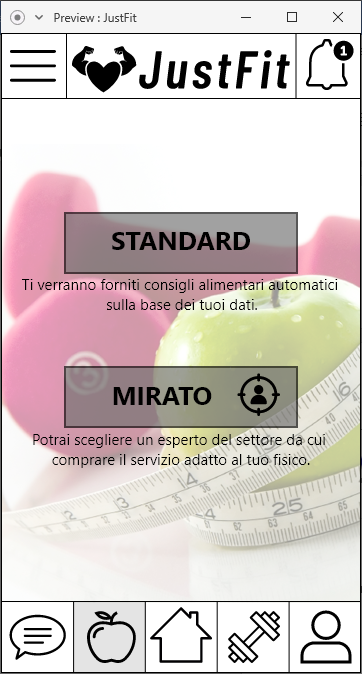 Preview : JustFit
JustFit
1
STANDARD
Ti verranno forniti consigli alimentari automatici
sulla base dei tuoi dati.
MIRATO
Potrai scegliere un esperto del settore da cui
comprare il servizio adatto al tuo fisico.